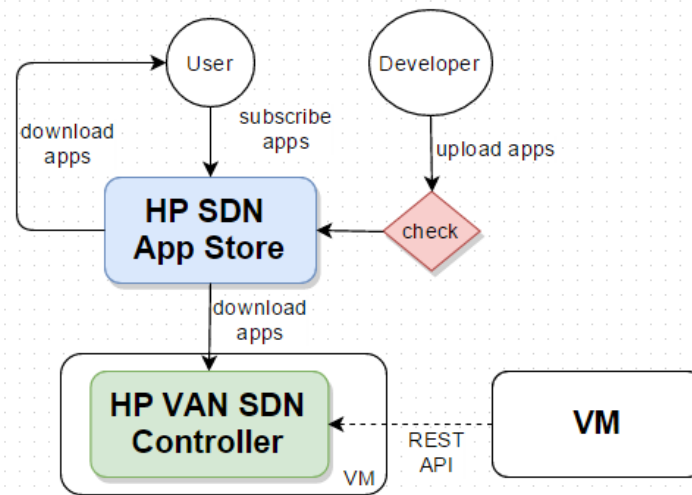 User
Developer
download
apps
subscribe
apps
upload apps
HP SDN
App Store
check
download
apps
HP VAN SDN
Controller
VM
REST
API
VM